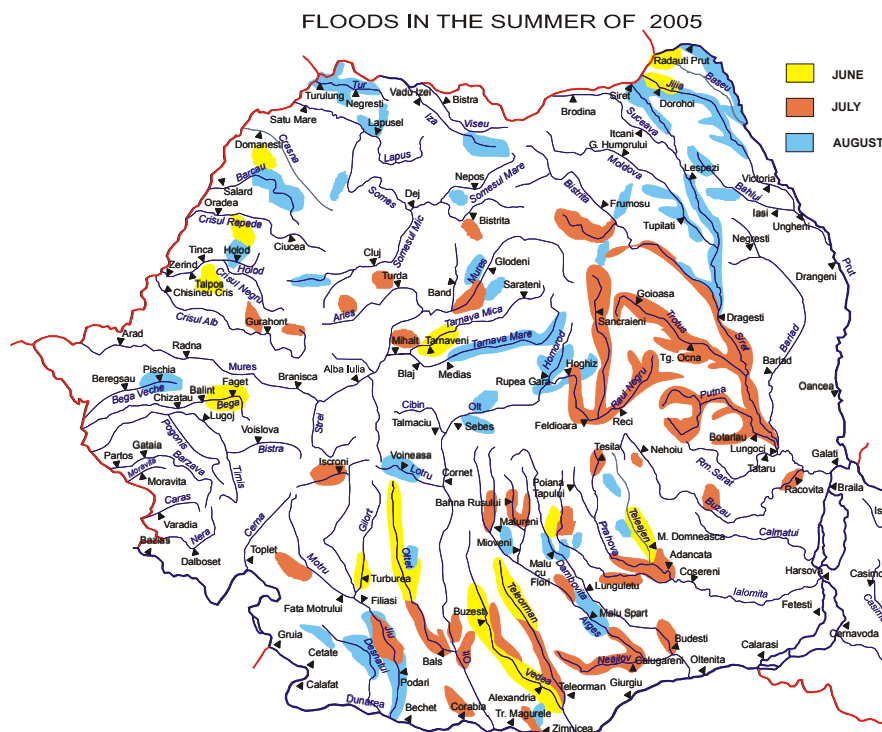 FLOODS IN THE SUMMER OF 2005
JUNE
JULY
AUGUST
Radauti Prut
Baseu
Jijia
Dorohoi
Siret
Suceava
Tur
Turulung
Negresti
Vadu Izei
Bistra
Iza
Viseu
Satu Mare
Lapusel
Lapus
Brodina
Itcani
G. Humorului
Moldova
Lespezi
Domanesti
Crasna
Barcau
Salard
Oradea
Crisul Repede
Ciucea
Somes
Dej
Nepos
Somesul Mare
Bistrita
Somesul Mic
Bistrita
Frumosu
Tupilati
Victoria
Bahlui
Iasi
Ungheni
Negresti
Prut
Drangeni
Tinca
Holod
Holod
Zerind
Talpos
Crisul Negru
Chisineu Cris
Crisul Alb
Gurahont
Cluj
Turda
Aries
Band
Mures
Glodeni
Sarateni
Goioasa
Dragesti
Trotus
Siret
Sancraieni
Tg. Ocna
Barlad
Barlad
Arad
Radna
Mures
Branisca
Alba Iulia
Mihalt
Tarnaveni
Tarnava Mica
Tarnava Mare
Blaj
Medias
Homorod
Hoghiz
Rupea Gara
Raul Negru
Putna
Oancea
Pischia
Beregsau
Bega Veche
Chizatau
Balint
Faget
Bega
Lugoj
Cibin
Talmaciu
Olt
Sebes
Feldioara
Reci
Botarlau
Lungoci
Tataru
Galati
Partos
Gataia
Pogonis
Barzava
Moravita
Moravita
Timis
Voislova
Bistra
Strei
Iscroni
Voineasa
Lotru
Cornet
Tesila
Nehoiu
Rm. Sarat
Buzau
Racovita
Braila
Caras
Varadia
Nera
Bazias
Dalboset
Cerna
Toplet
Motru
Gilort
Oltet
Bahna Rusului
Poiana
Tapului
Matureni
Mioveni
Malu
cu
Flori
Prahova
Teleajen
M. Domneasca
Adancata
Calmatui
Is
Dambovita
Lunguletu
Cosereni
Ialomita
Harsova
Casimc
Casimc
Turburea
Fata Motrului
Filiasi
Buzesti
Teleorman
Malu Spart
Arges
Fetesti
Cernavoda
Gruia
Cetate
Calafat
Desnatui
Jiu
Podari
Bals
Olt
Neajlov
Budesti
Calugareni
Calarasi
Oltenita
Dunarea
Bechet
Corabia
Vedea
Alexandria
Teleorman
Tr. Magurele
Zimnicea
Giurgiu